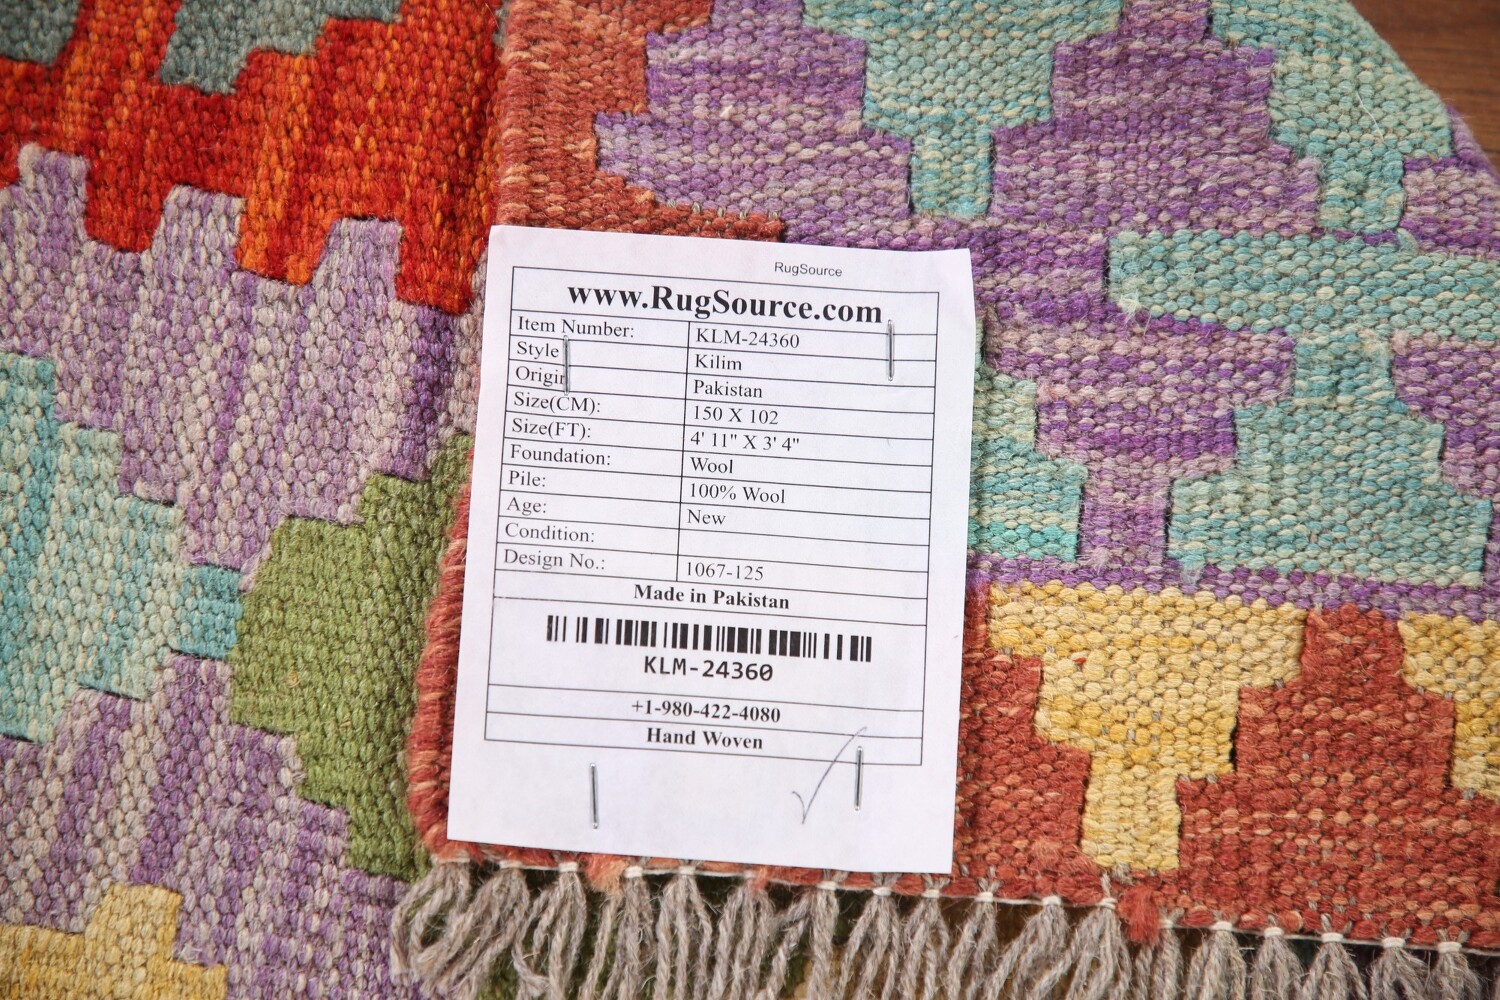 RugSource
www.RugSource.com
Item Number: KLM-24360
Style Kilim
Origin Pakistan
Size(CM): 150 X 102
Size(FT): 4' 11" X 3' 4"
Foundation: Wool
Pile: 100% Wool
Age: New
Condition:
Design No.: 1067-125
Made in Pakistan
KLM-24360
+1-980-422-4080
Hand Woven